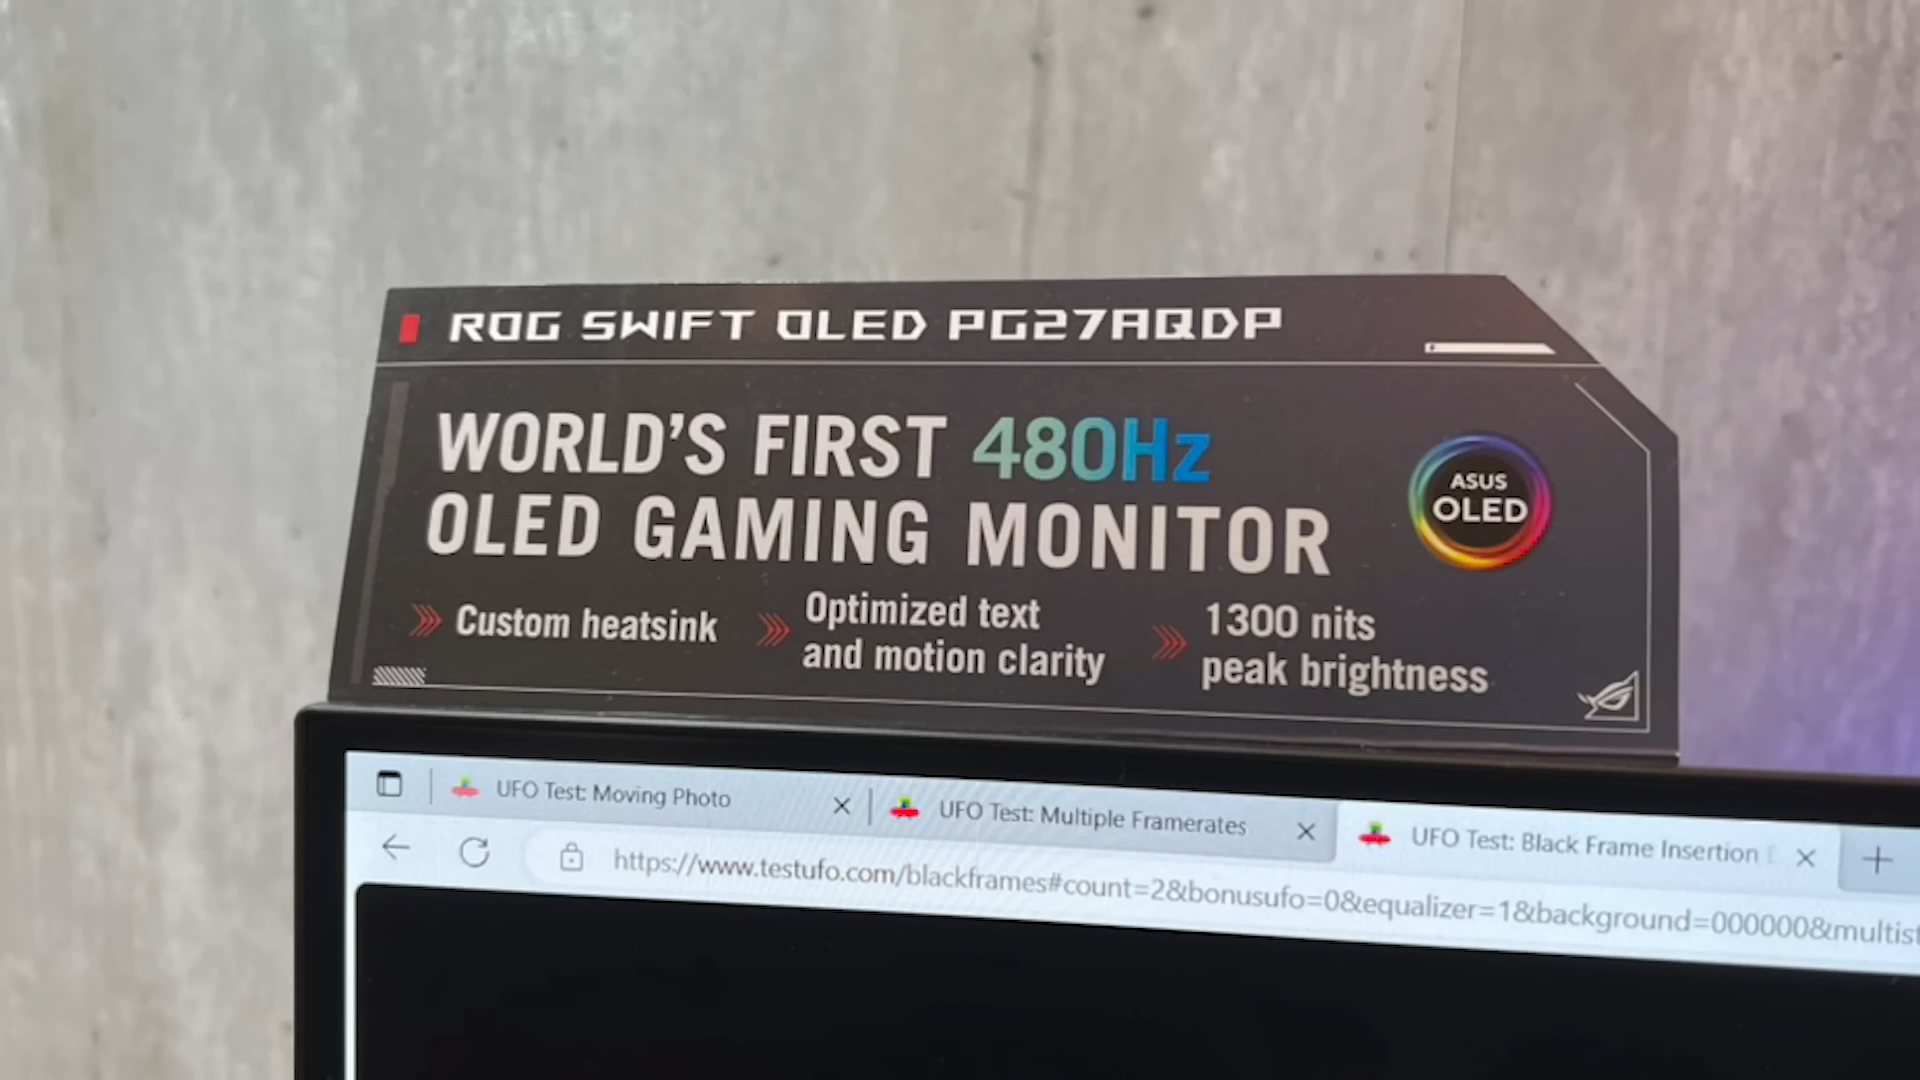 ROG SWIFT OLED PG27AQDP
WORLD'S FIRST 480Hz
OLED GAMING MONITOR
ASUS
OLED
Custom heatsink
Optimized text
and motion clarity
1300 nits
peak brightness
UFO Test: Moving Photo
UFO Test: Multiple Framerates
UFO Test: Black Frame Insertion
https://www.testufo.com/blackframes#count=2&bonusufo=0&equalizer=1&background=000000&multist